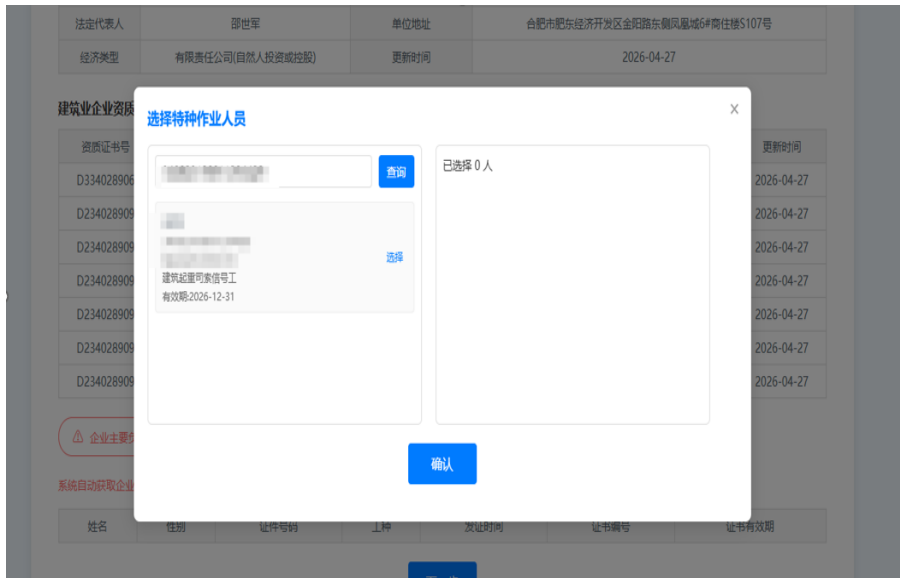 法定代表人 邵世军 单位地址 合肥市肥东经济开发区金阳路东侧凤凰城6#商住楼S107号
经济类型 有限责任公司(自然人投资或控股) 更新时间 2026-04-27
建筑业企业资质
选择特种作业人员 X
资质证书号 更新时间
查询 已选择 0 人
D334028906 2026-04-27
D234028909 2026-04-27
D234028909 2026-04-27
选择
建筑起重司索信号工
D234028909 2026-04-27
有效期:2026-12-31
D234028909 2026-04-27
D234028909 2026-04-27
D234028909 2026-04-27
企业主要负
确认
系统自动获取企业
姓名 性别 证件号码 工种 发证时间 证书编号 证书有效期